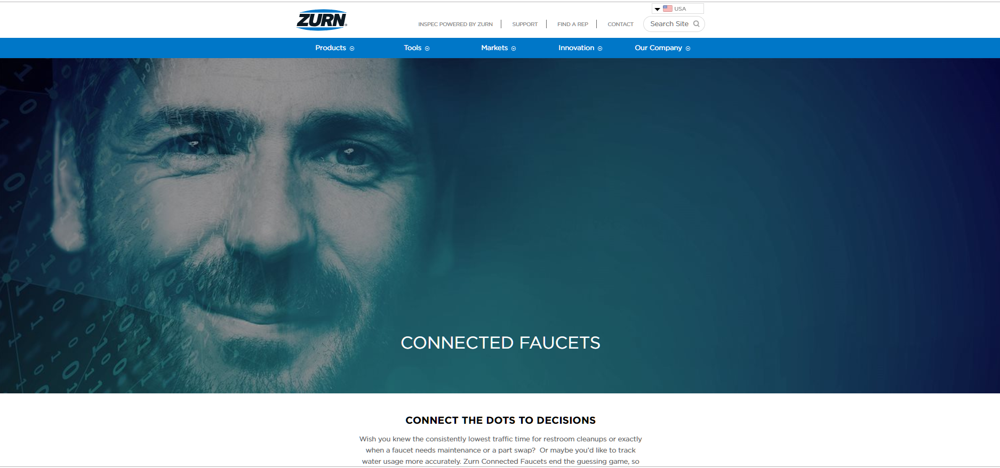 USA
ZURN
INSPEC POWERED BY ZURN
SUPPORT
FIND A REP
CONTACT
Search Site
Products
Tools
Markets
Innovation
Our Company
CONNECTED FAUCETS
CONNECT THE DOTS TO DECISIONS
Wish you knew the consistently lowest traffic time for restroom cleanups or exactly
when a faucet needs maintenance or a part swap? Or maybe you’d like to track
water usage more accurately. Zurn Connected Faucets end the guessing game, so